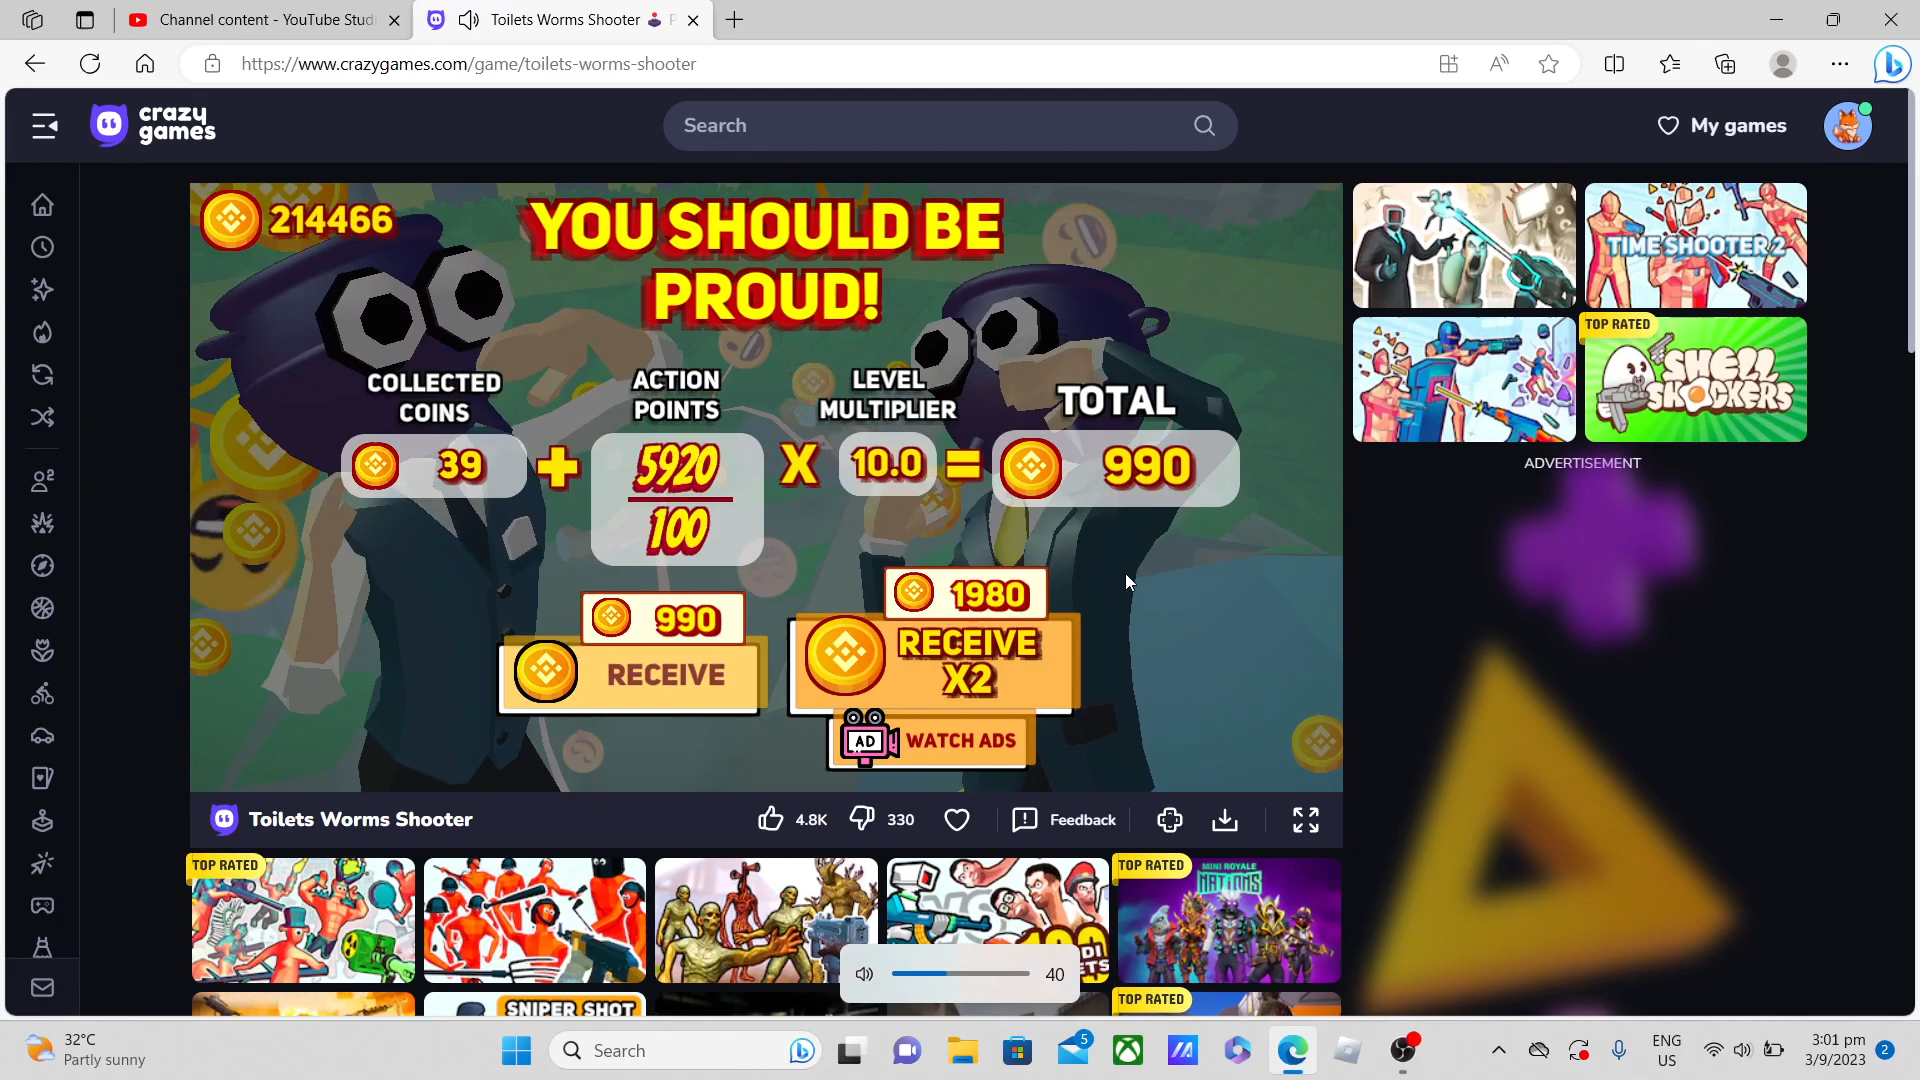 Channel content - YouTube Studi
Toilets Worms Shooter
https://www.crazygames.com/game/toilets-worms-shooter
crazy
games
Search
My games
214466
YOU SHOULD BE
PROUD!
COLLECTED
COINS
ACTION
POINTS
LEVEL
MULTIPLIER
TOTAL
39
+
5920
100
X
10.0
=
990
990
RECEIVE
1980
RECEIVE
X2
AD
WATCH ADS
TIME SHOOTER 2
TOP RATED
SHELL
SHOCKERS
ADVERTISEMENT
Toilets Worms Shooter
4.8K
330
Feedback
TOP RATED
TOP RATED
MINI ROYALE
NATIONS
SNIPER SHOT
TOP RATED
40
32°C
Partly sunny
Search
5
ENG
US
3:01 pm
3/9/2023
2